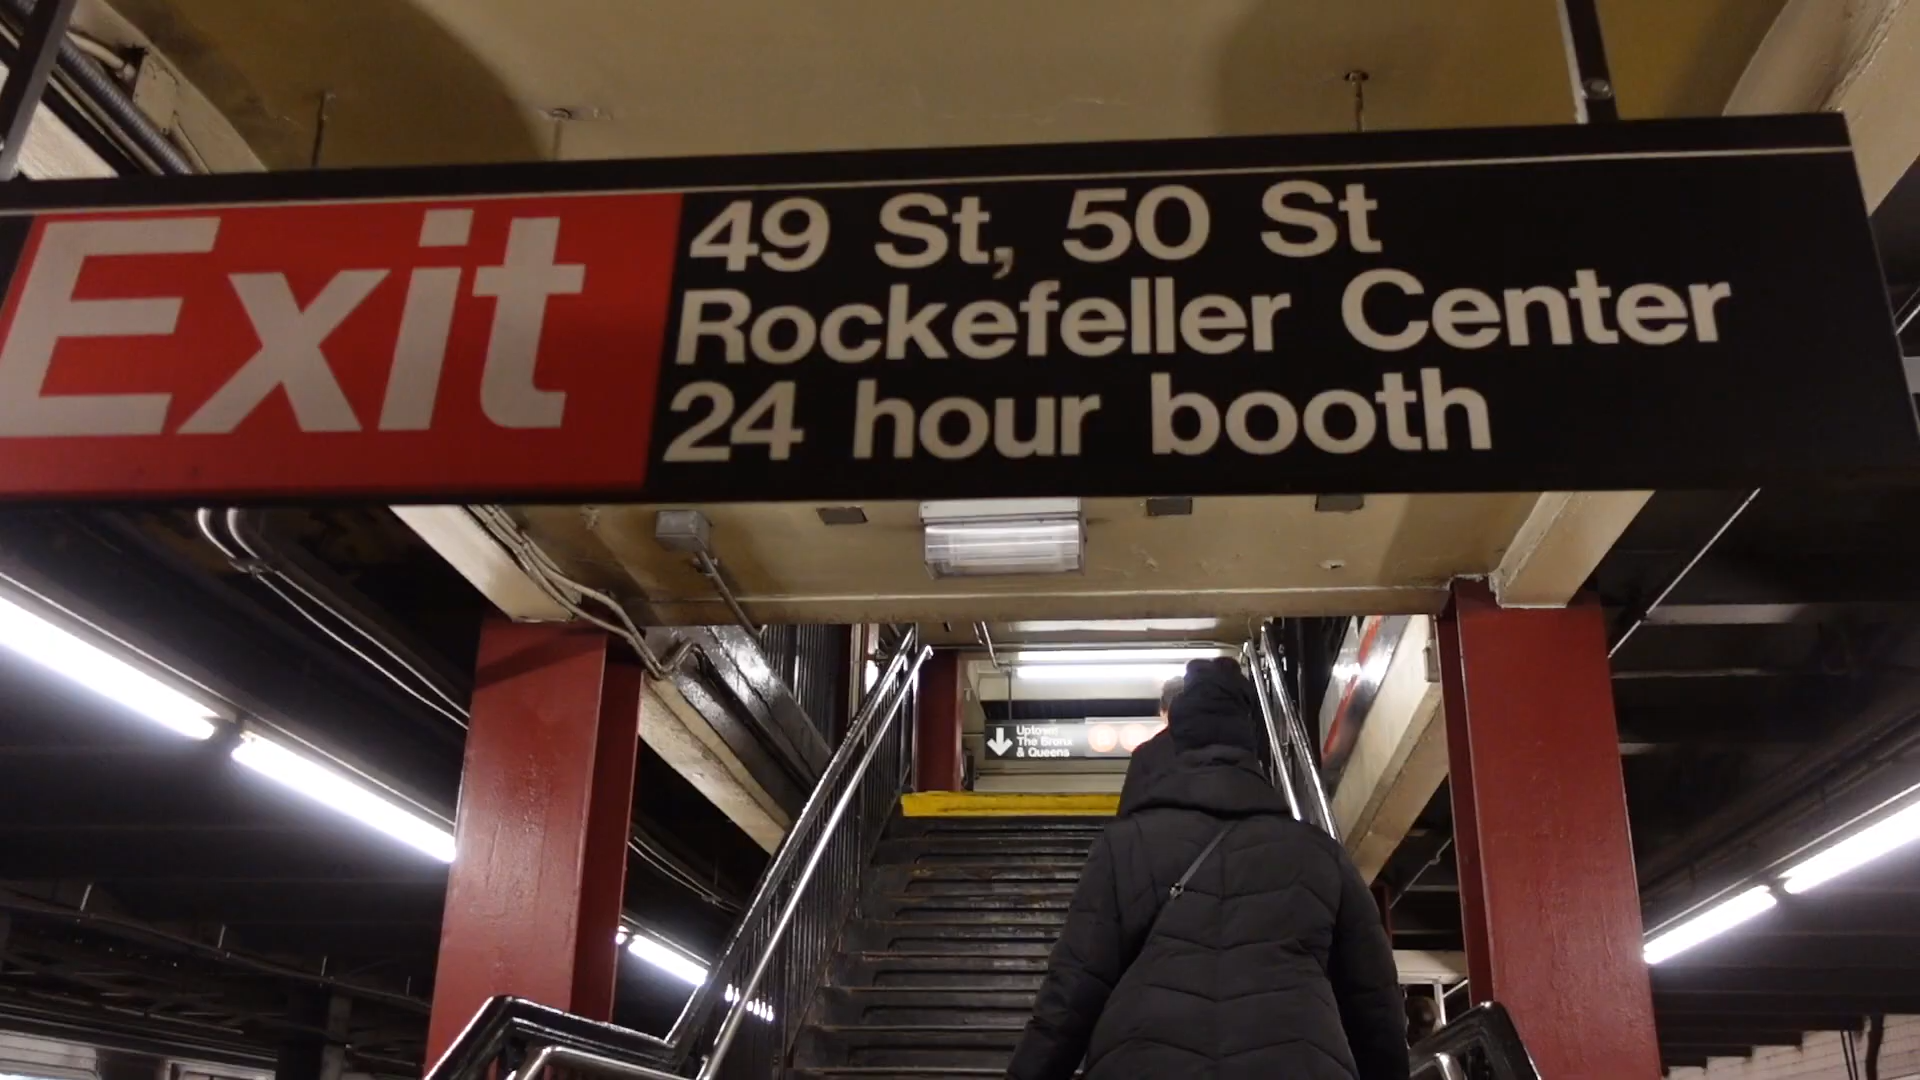 Exit
49 St, 50 St
Rockefeller Center
24 hour booth
Uptown
The Bronx
& Queens